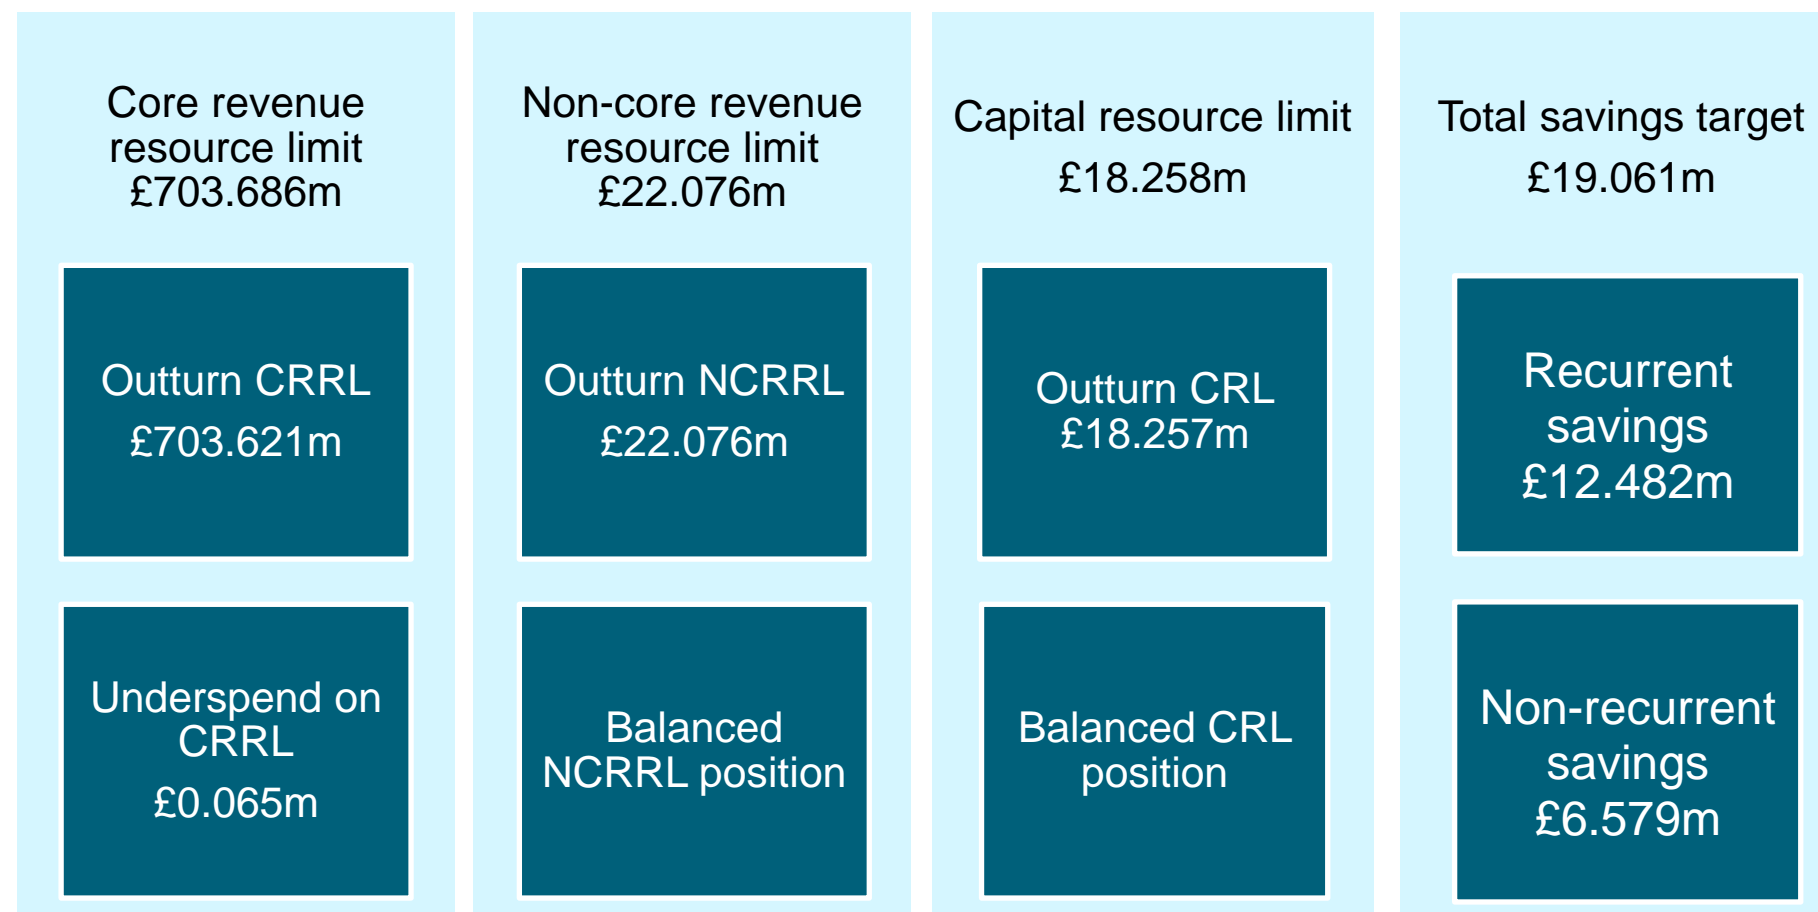 Core revenue
resource limit
£703.686m
Outturn CRRL
£703.621m
Underspend on
CRRL
£0.065m
Non-core revenue
resource limit
£22.076m
Outturn NCRRL
£22.076m
Balanced
NCRRL position
Capital resource limit
£18.258m
Outturn CRL
£18.257m
Balanced CRL
position
Total savings target
£19.061m
Recurrent
savings
£12.482m
Non-recurrent
savings
£6.579m